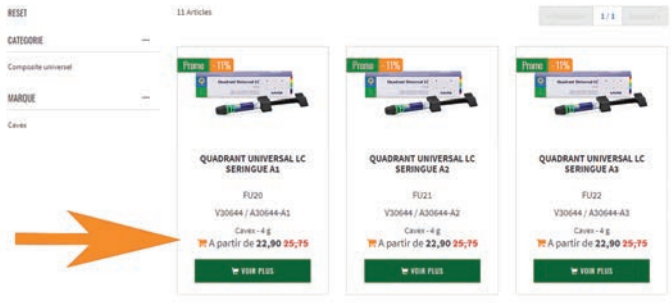 RESET
11 Articles
1/1
CATEGORIE
Composite universel
MARQUE
Cavex
Promo -11%
QUADRANT UNIVERSAL LC
SERINGUE A1
FU20
V30644 / A30644-A1
Cavex - 4 g
A partir de 22,90 25,75
VOIR PLUS
Promo -11%
QUADRANT UNIVERSAL LC
SERINGUE A2
FU21
V30644 / A30644-A2
Cavex - 4 g
A partir de 22,90 25,75
VOIR PLUS
Promo -11%
QUADRANT UNIVERSAL LC
SERINGUE A3
FU22
V30644 / A30644-A3
Cavex - 4 g
A partir de 22,90 25,75
VOIR PLUS